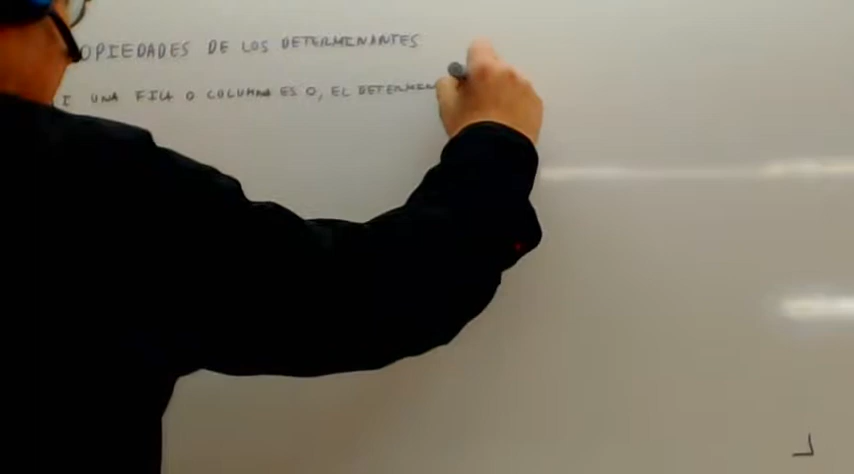 OPIEDADES DE LOS DETERMINANTES
I UNA FILA O COLUMNA ES 0, EL DETERMIN